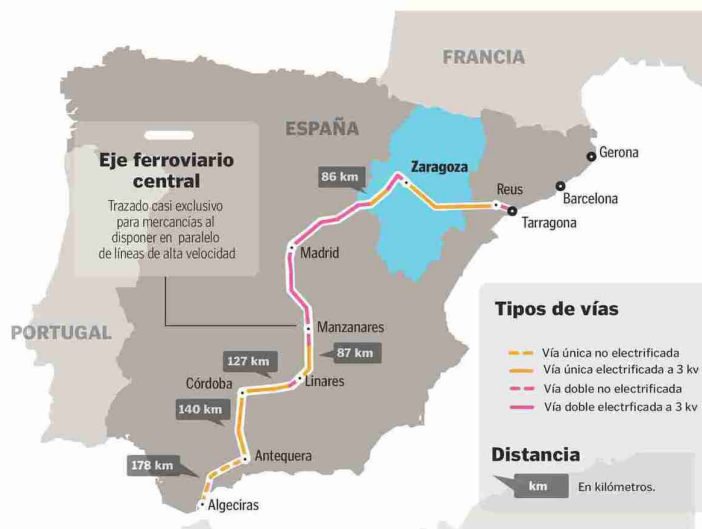 FRANCIA
ESPAÑA
PORTUGAL
Eje ferroviario
central
Trazado casi exclusivo
para mercancías al
disponer en paralelo
de líneas de alta velocidad
86 km
Zaragoza
Gerona
Barcelona
Reus
Tarragona
Madrid
Manzanares
87 km
127 km
Linares
Córdoba
140 km
Antequera
178 km
Algeciras
Tipos de vías
Vía única no electrificada
Vía única electrificada a 3 kv
Vía doble no electrificada
Vía doble electrficada a 3 kv
Distancia
km
En kilómetros.